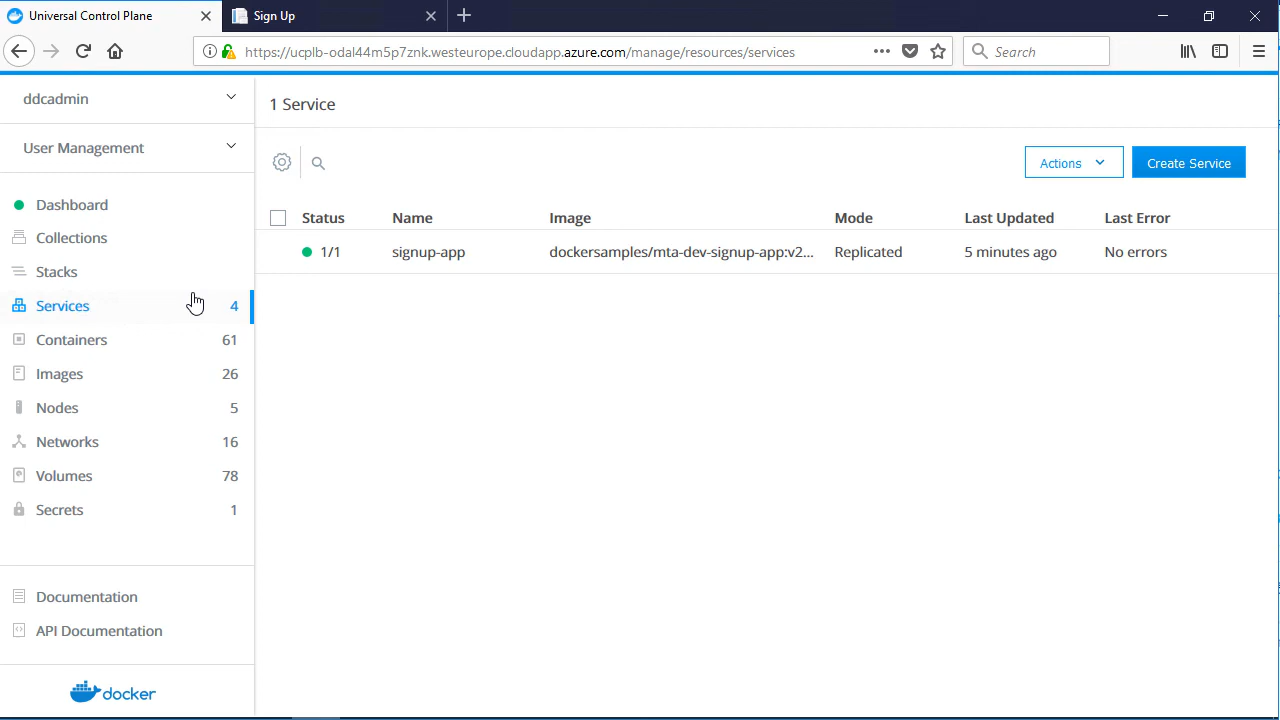 Universal Control Plane
Sign Up
https://ucplb-odal44m5p7znk.westeurope.cloudapp.azure.com/manage/resources/services
Search
ddcadmin
User Management
Dashboard
Collections
Stacks
Services 4
Containers 61
Images 26
Nodes 5
Networks 16
Volumes 78
Secrets 1
Documentation
API Documentation
docker
1 Service
Actions
Create Service
Status Name Image Mode Last Updated Last Error
1/1 signup-app dockersamples/mta-dev-signup-app:v2... Replicated 5 minutes ago No errors